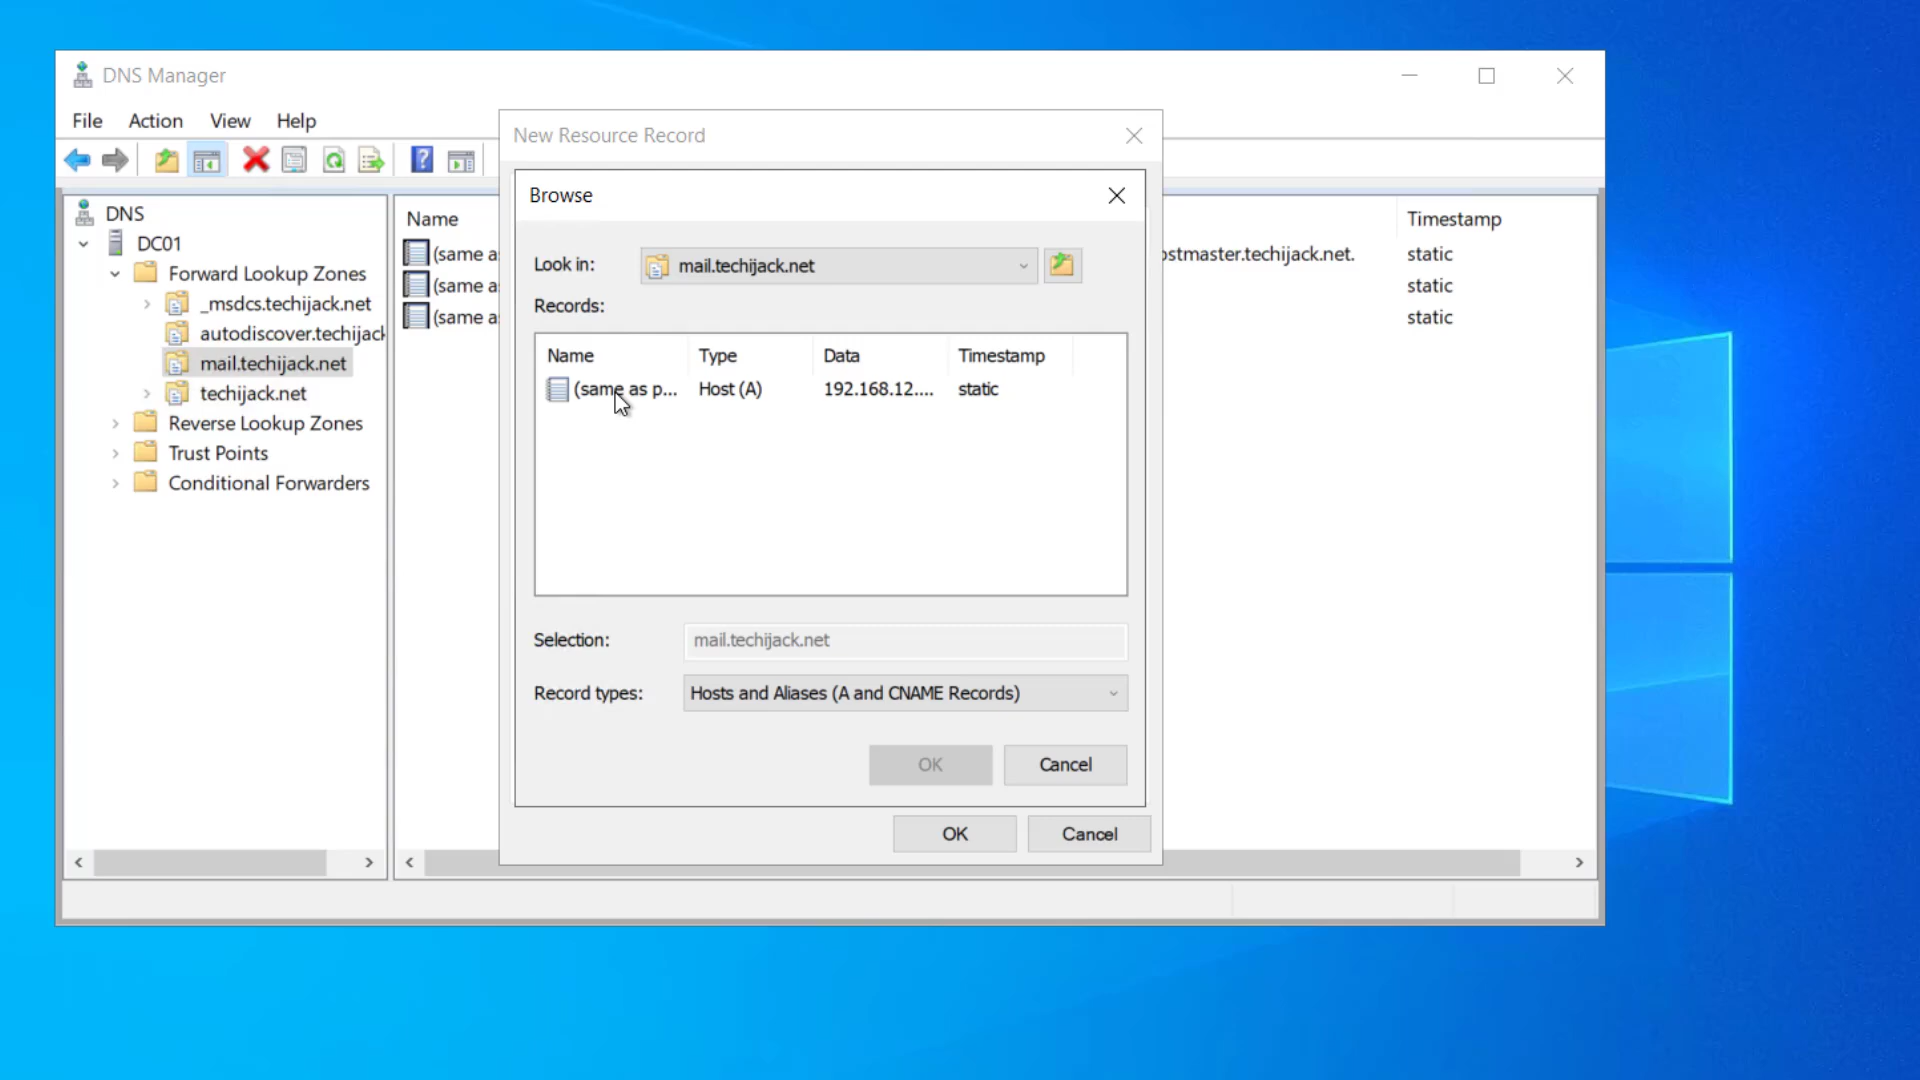 DNS Manager
File Action View Help
New Resource Record
Browse
DNS
DC01
Forward Lookup Zones
_msdcs.techijack.net
autodiscover.techijack
mail.techijack.net
techijack.net
Reverse Lookup Zones
Trust Points
Conditional Forwarders
Name Timestamp
(same a ostmaster.techijack.net. static
(same a static
(same a static
Look in: mail.techijack.net
Records:
Name Type Data Timestamp
(same as p... Host (A) 192.168.12.... static
Selection: mail.techijack.net
Record types: Hosts and Aliases (A and CNAME Records)
OK Cancel
OK Cancel